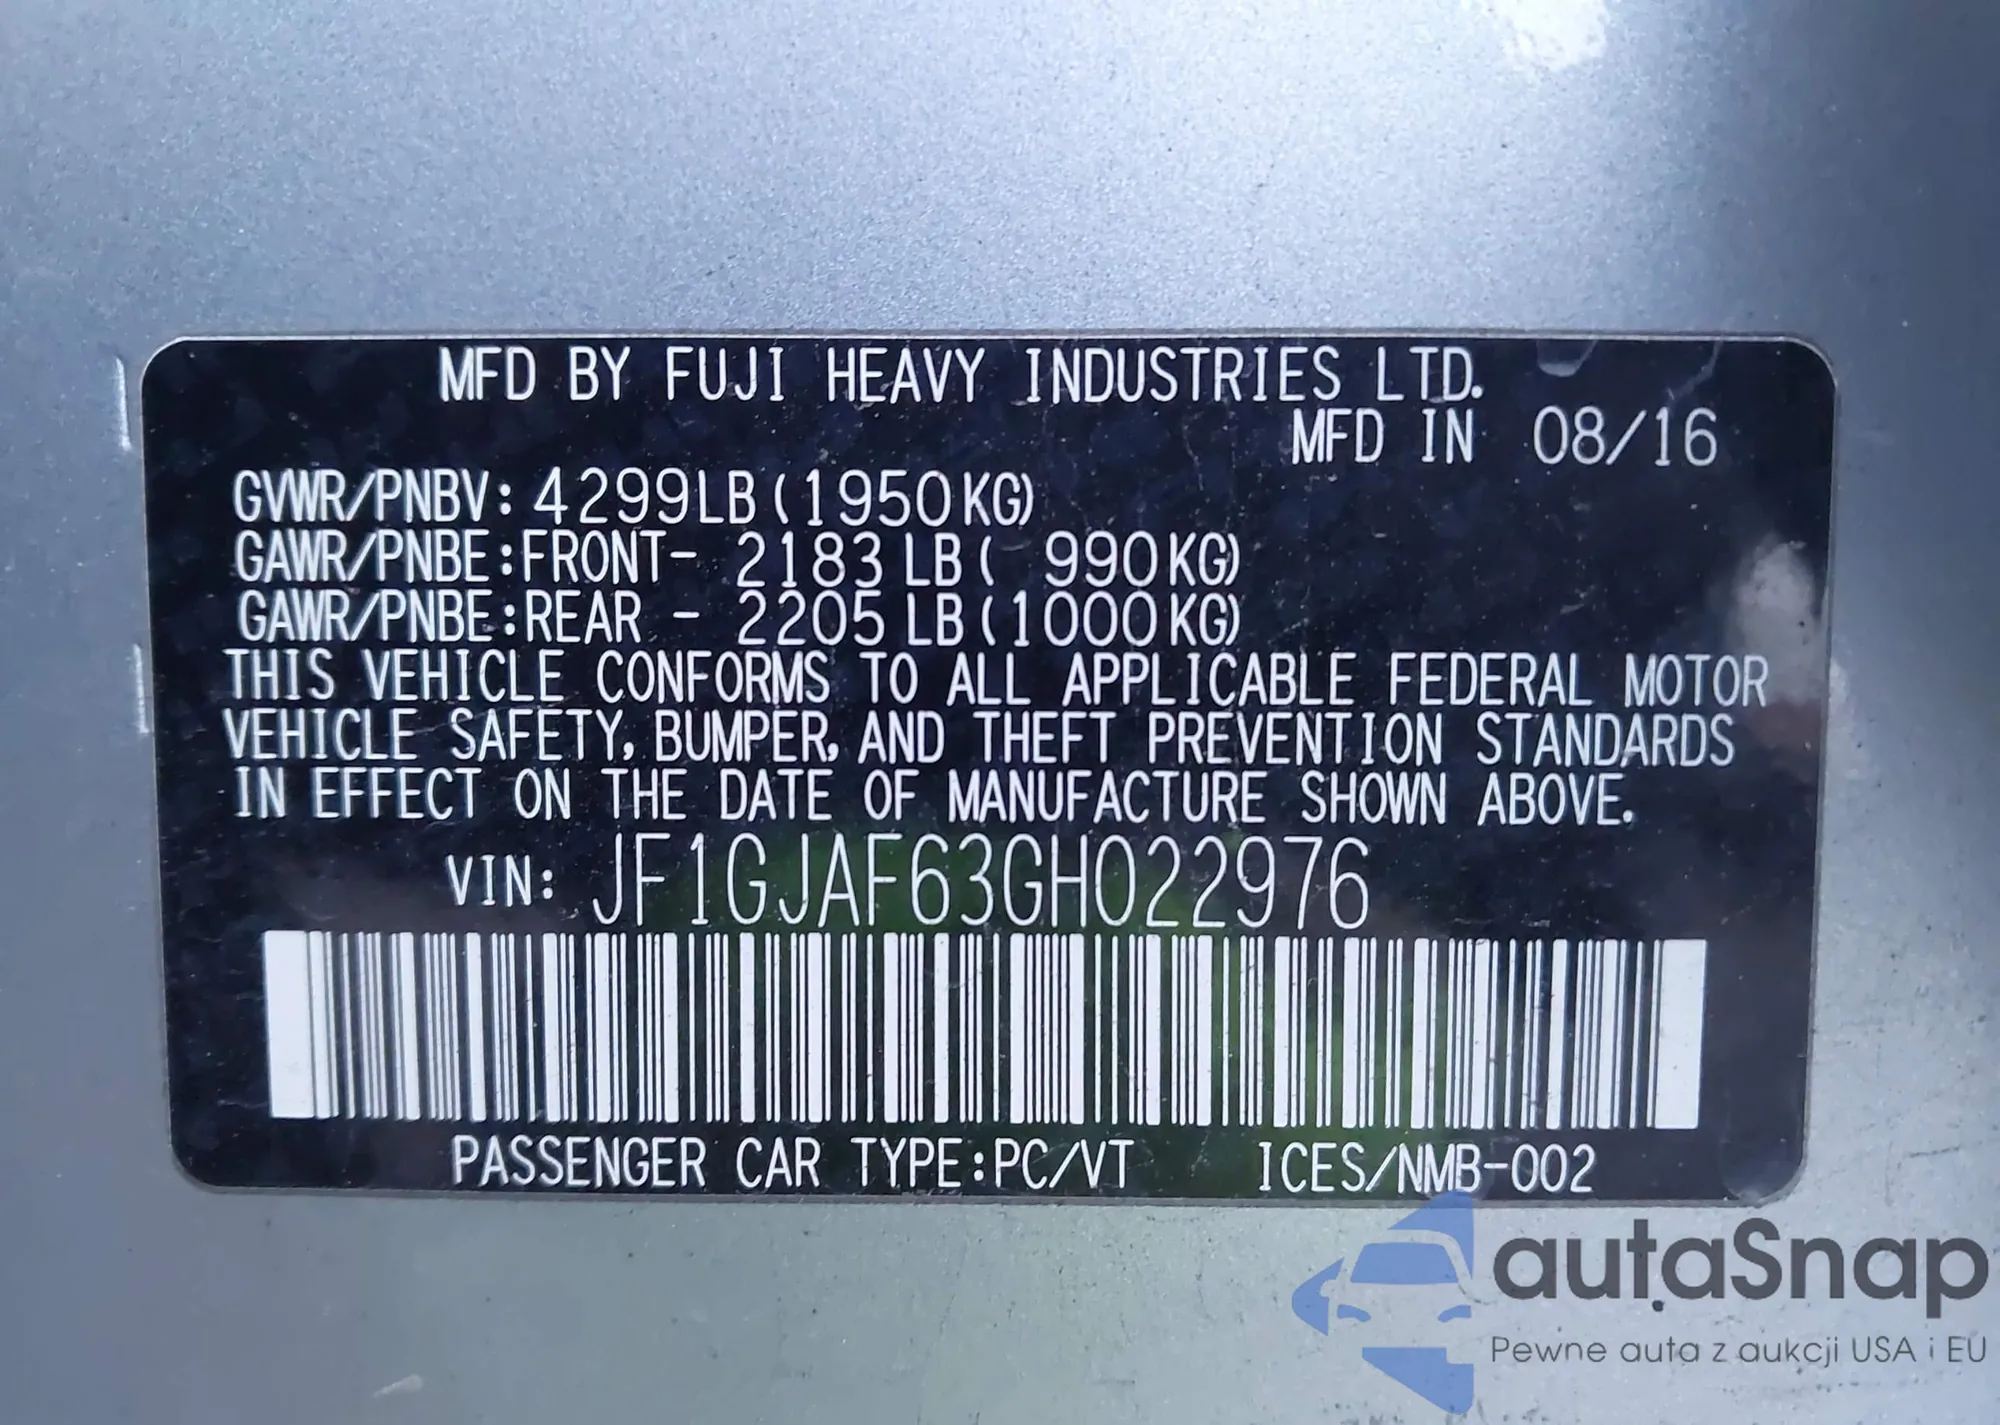 MFD BY FUJI HEAVY INDUSTRIES LTD.
MFD IN 08/16
GVWR/PNBV: 4299LB(1950KG)
GAWR/PNBE:FRONT- 2183 LB( 990KG)
GAWR/PNBE:REAR - 2205 LB(1000KG)
THIS VEHICLE CONFORMS TO ALL APPLICABLE FEDERAL MOTOR
VEHICLE SAFETY, BUMPER, AND THEFT PREVENTION STANDARDS
IN EFFECT ON THE DATE OF MANUFACTURE SHOWN ABOVE.
VIN: JF1GJAF63GH022976
PASSENGER CAR TYPE:PC/VT ICES/NMB-002
autaSnap
Pewne auta z aukcji USA i EU